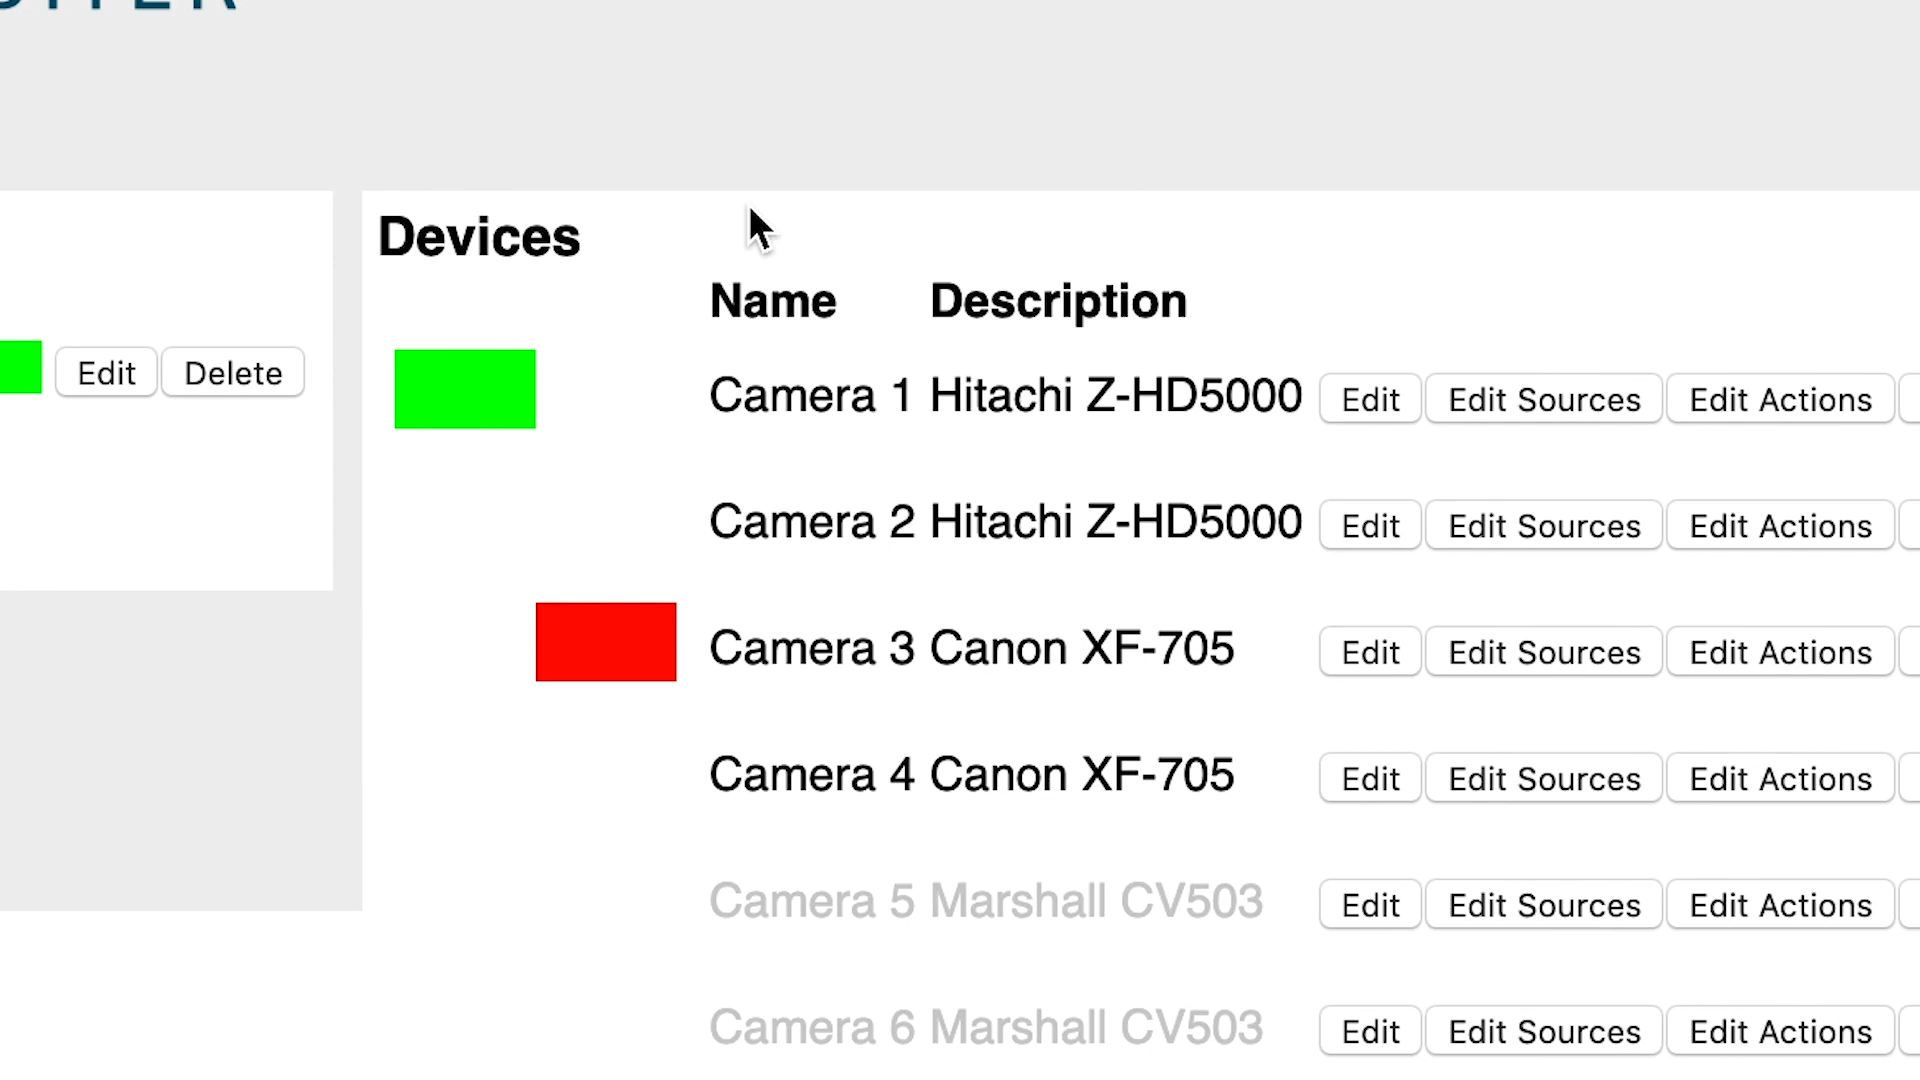 Devices
Name Description
Edit Delete
Camera 1 Hitachi Z-HD5000 Edit Edit Sources Edit Actions
Camera 2 Hitachi Z-HD5000 Edit Edit Sources Edit Actions
Camera 3 Canon XF-705 Edit Edit Sources Edit Actions
Camera 4 Canon XF-705 Edit Edit Sources Edit Actions
Camera 5 Marshall CV503 Edit Edit Sources Edit Actions
Camera 6 Marshall CV503 Edit Edit Sources Edit Actions